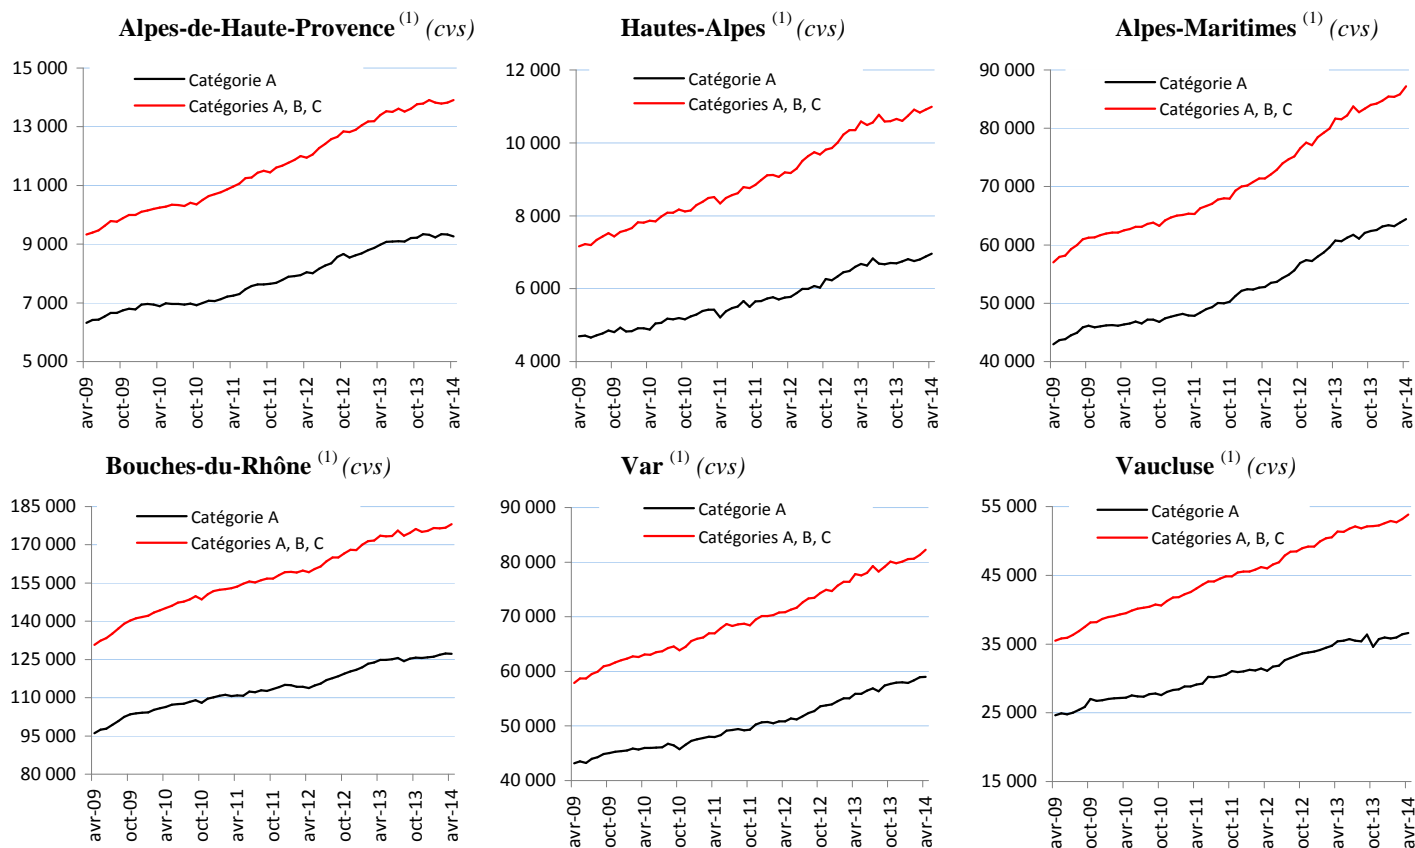 Alpes-de-Haute-Provence (1) (cvs)
15 000
13 000
11 000
9 000
7 000
5 000
Catégorie A
Catégories A, B, C
avr-09
oct-09
avr-10
oct-10
avr-11
oct-11
avr-12
oct-12
avr-13
oct-13
avr-14
Hautes-Alpes (1) (cvs)
12 000
10 000
8 000
6 000
4 000
Catégorie A
Catégories A, B, C
avr-09
oct-09
avr-10
oct-10
avr-11
oct-11
avr-12
oct-12
avr-13
oct-13
avr-14
Alpes-Maritimes (1) (cvs)
90 000
80 000
70 000
60 000
50 000
40 000
Catégorie A
Catégories A, B, C
avr-09
oct-09
avr-10
oct-10
avr-11
oct-11
avr-12
oct-12
avr-13
oct-13
avr-14
Bouches-du-Rhône (1) (cvs)
185 000
170 000
155 000
140 000
125 000
110 000
95 000
80 000
Catégorie A
Catégories A, B, C
avr-09
oct-09
avr-10
oct-10
avr-11
oct-11
avr-12
oct-12
avr-13
oct-13
avr-14
Var (1) (cvs)
90 000
80 000
70 000
60 000
50 000
40 000
Catégorie A
Catégories A, B, C
avr-09
oct-09
avr-10
oct-10
avr-11
oct-11
avr-12
oct-12
avr-13
oct-13
avr-14
Vaucluse (1) (cvs)
55 000
45 000
35 000
25 000
15 000
Catégorie A
Catégories A, B, C
avr-09
oct-09
avr-10
oct-10
avr-11
oct-11
avr-12
oct-12
avr-13
oct-13
avr-14